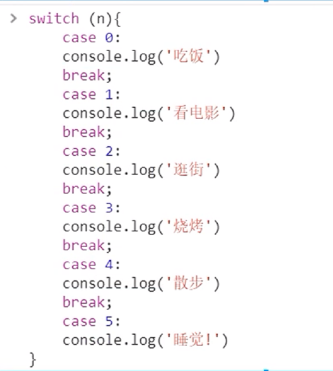 switch (n){
case 0:
console.log('吃饭')
break;
case 1:
console.log('看电影')
break;
case 2:
console.log('逛街')
break;
case 3:
console.log('烧烤')
break;
case 4:
console.log('散步')
break;
case 5:
console.log('睡觉!')
}